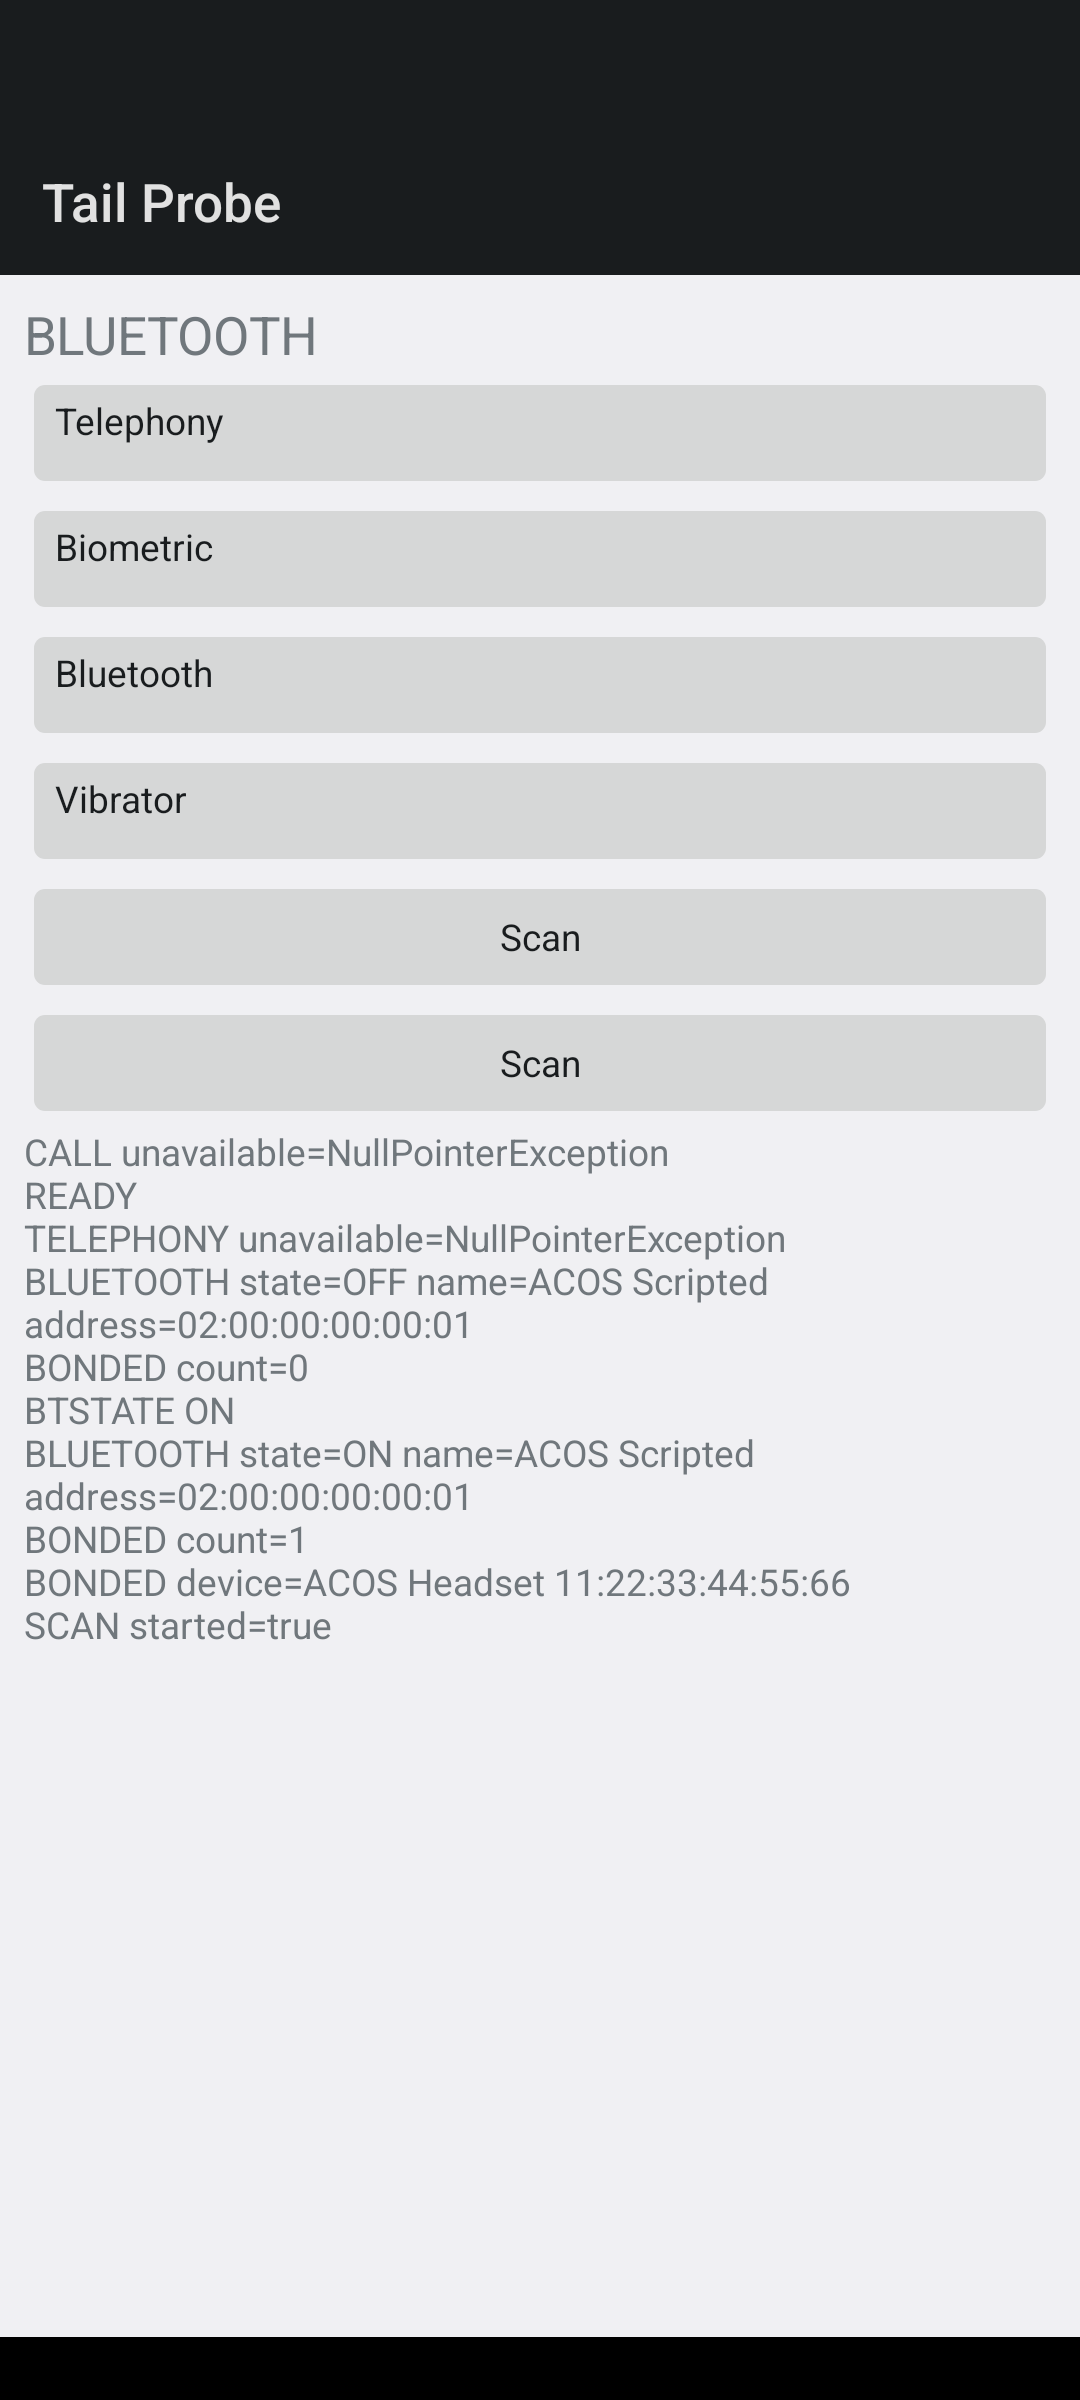 Tail Probe
BLUETOOTH
Telephony
Biometric
Bluetooth
Vibrator
Scan
Scan
CALL unavailable=NullPointerException
READY
TELEPHONY unavailable=NullPointerException
BLUETOOTH state=OFF name=ACOS Scripted
address=02:00:00:00:00:01
BONDED count=0
BTSTATE ON
BLUETOOTH state=ON name=ACOS Scripted
address=02:00:00:00:00:01
BONDED count=1
BONDED device=ACOS Headset 11:22:33:44:55:66
SCAN started=true